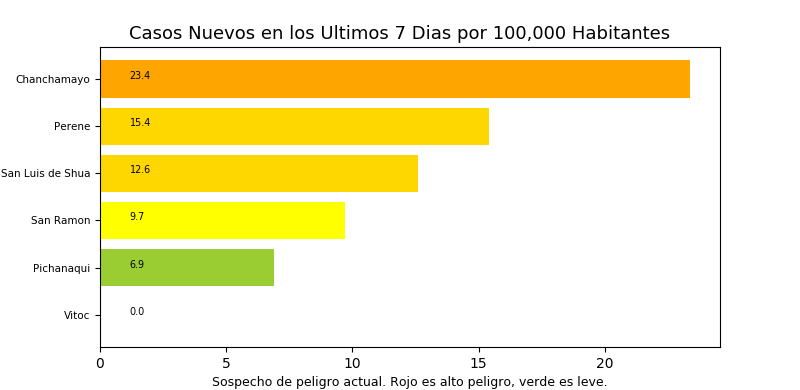 Casos Nuevos en los Ultimos 7 Dias por 100,000 Habitantes
Chanchamayo 23.4
Perene 15.4
San Luis de Shua 12.6
San Ramon 9.7
Pichanaqui 6.9
Vitoc 0.0
0 5 10 15 20
Sospecho de peligro actual. Rojo es alto peligro, verde es leve.